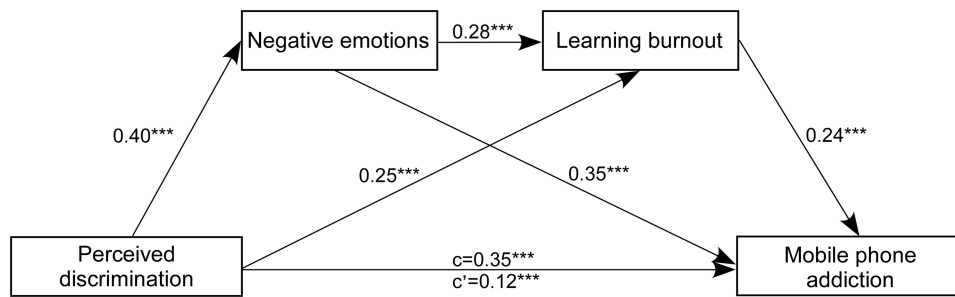 Negative emotions
0.28***
Learning burnout
0.40***
0.25***
0.35***
0.24***
Perceived
discrimination
c=0.35***
c'=0.12***
Mobile phone
addiction